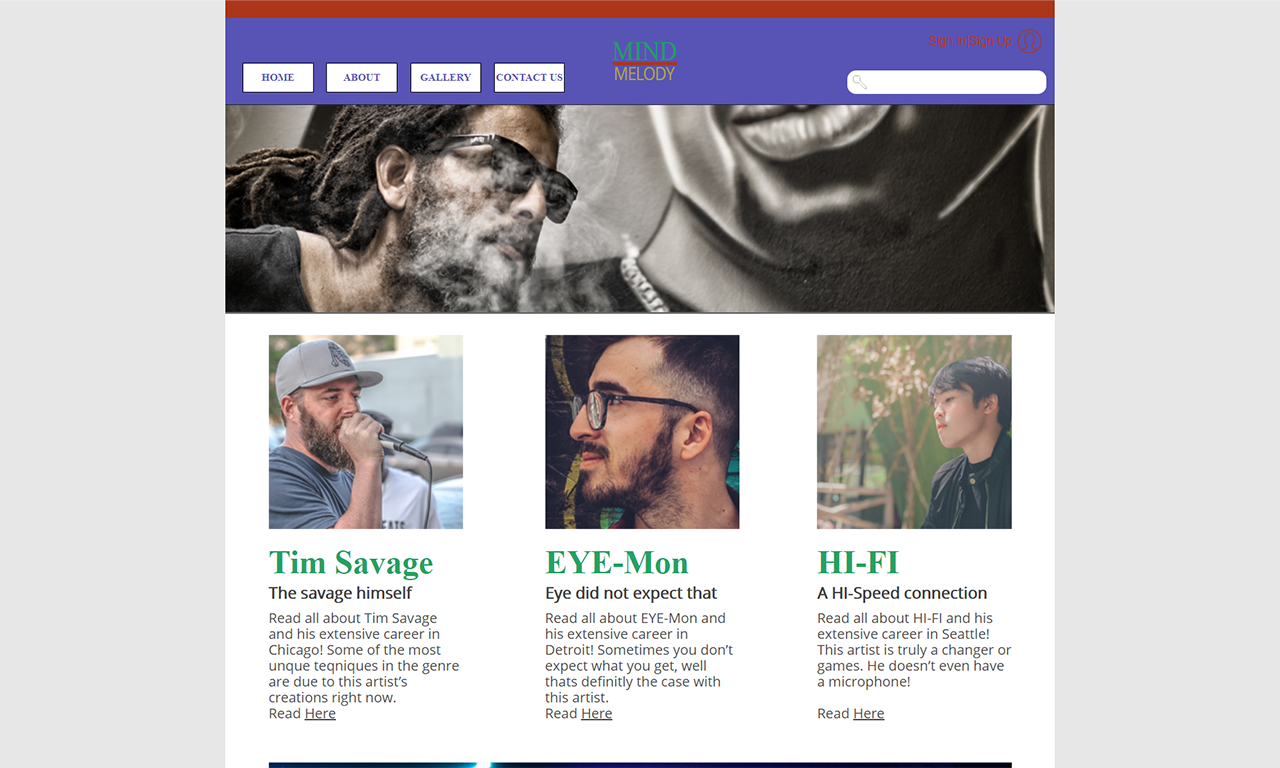 Sign In|Sign Up
MIND
MELODY
HOME ABOUT GALLERY CONTACT US
Tim Savage
The savage himself
Read all about Tim Savage
and his extensive career in
Chicago! Some of the most
unque teqniques in the genre
are due to this artist’s
creations right now.
Read Here
EYE-Mon
Eye did not expect that
Read all about EYE-Mon and
his extensive career in
Detroit! Sometimes you don’t
expect what you get, well
thats definitly the case with
this artist.
Read Here
HI-FI
A HI-Speed connection
Read all about HI-FI and his
extensive career in Seattle!
This artist is truly a changer or
games. He doesn’t even have
a microphone!
Read Here